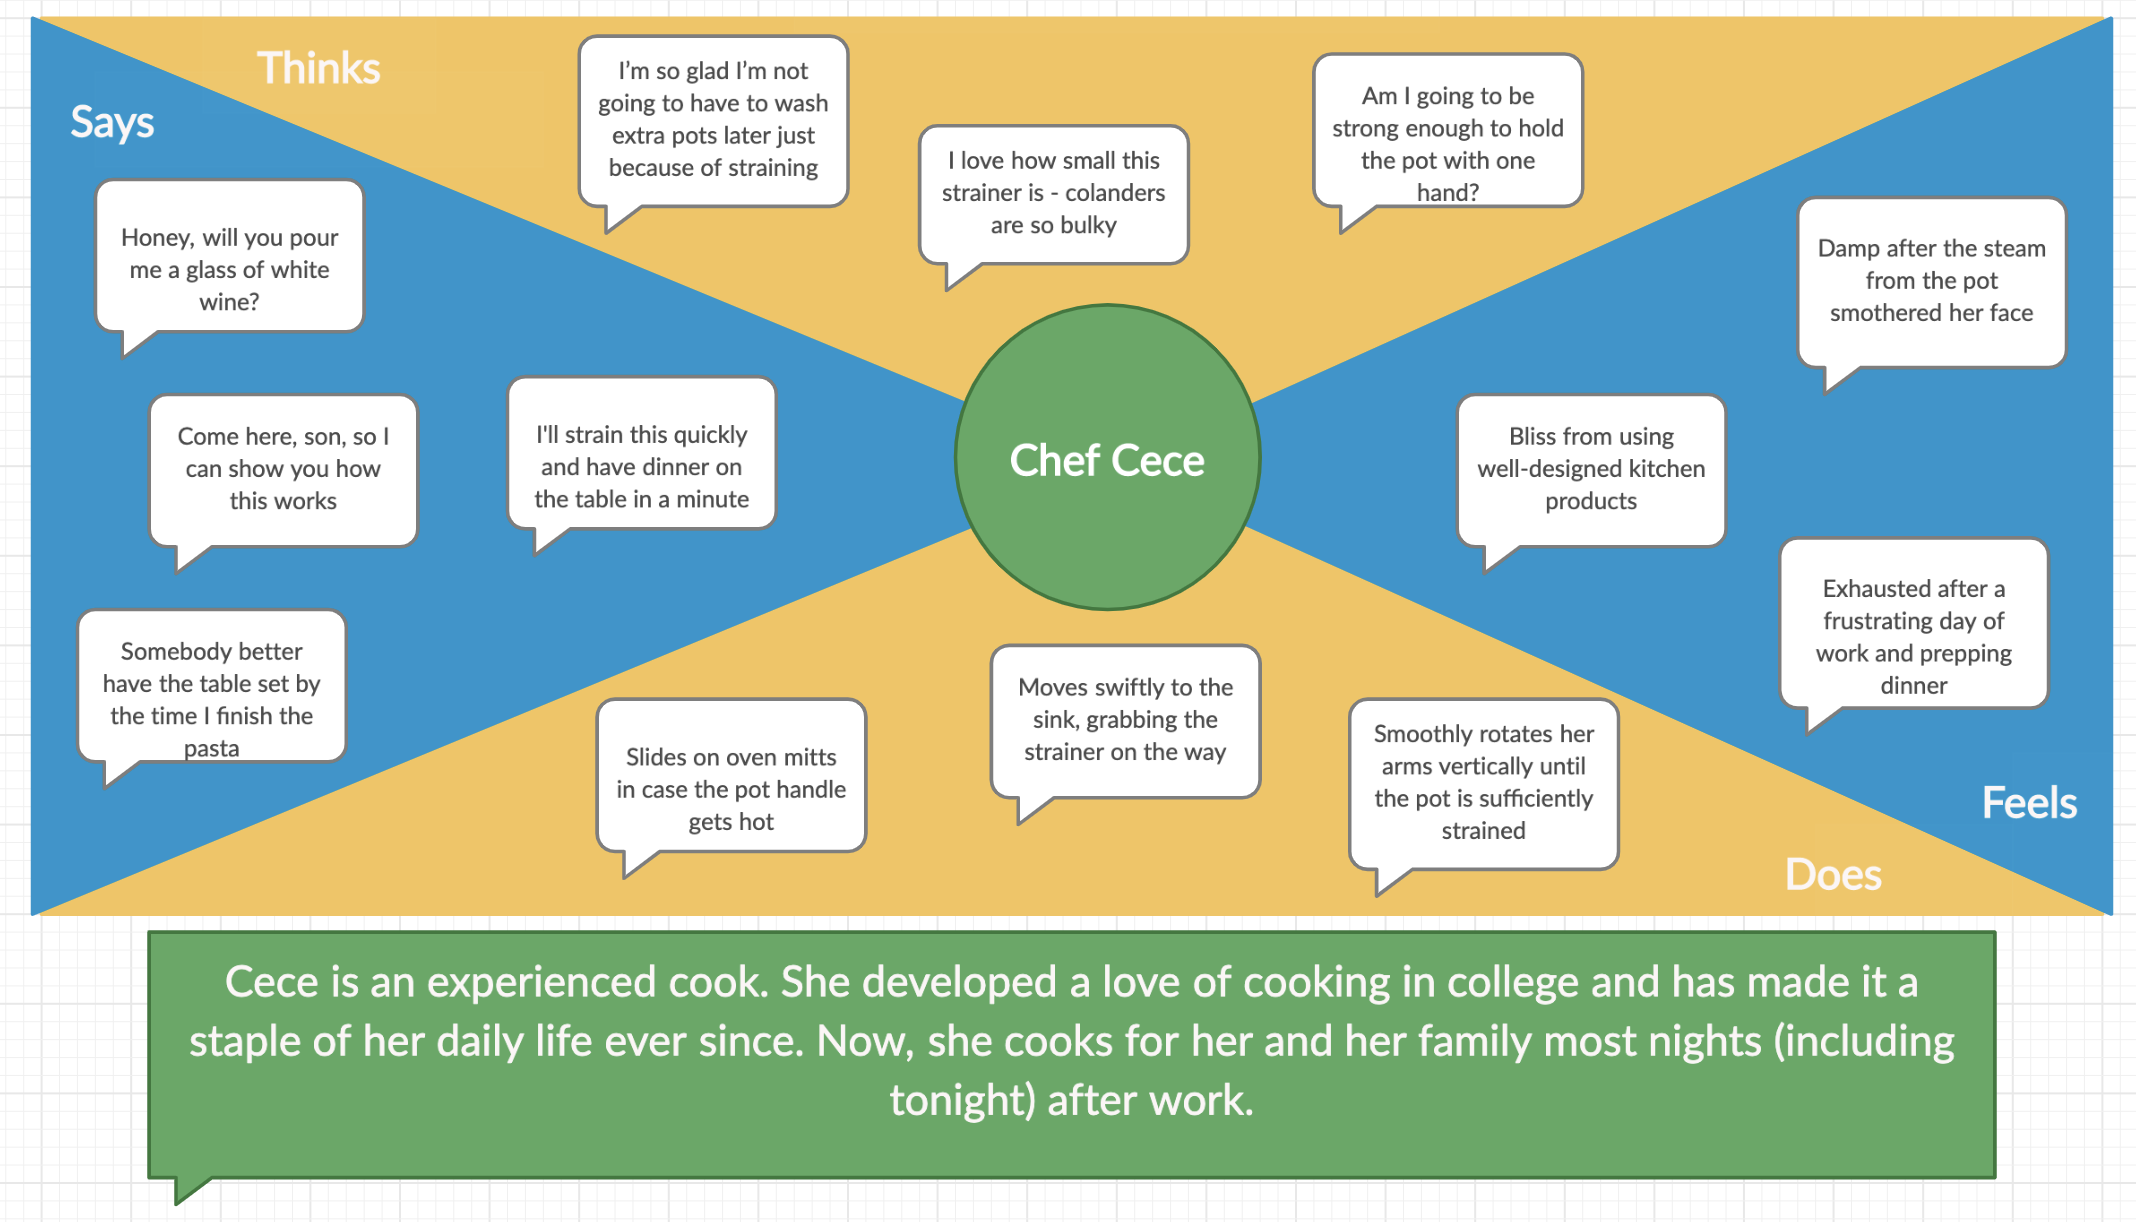 Thinks
I’m so glad I’m not
going to have to wash
extra pots later just
because of straining
I love how small this
strainer is - colanders
are so bulky
Am I going to be
strong enough to hold
the pot with one
hand?
Says
Honey, will you pour
me a glass of white
wine?
Come here, son, so I
can show you how
this works
I'll strain this quickly
and have dinner on
the table in a minute
Somebody better
have the table set by
the time I finish the
pasta
Chef Cece
Damp after the steam
from the pot
smothered her face
Bliss from using
well-designed kitchen
products
Exhausted after a
frustrating day of
work and prepping
dinner
Feels
Slides on oven mitts
in case the pot handle
gets hot
Moves swiftly to the
sink, grabbing the
strainer on the way
Smoothly rotates her
arms vertically until
the pot is sufficiently
strained
Does
Cece is an experienced cook. She developed a love of cooking in college and has made it a
staple of her daily life ever since. Now, she cooks for her and her family most nights (including
tonight) after work.